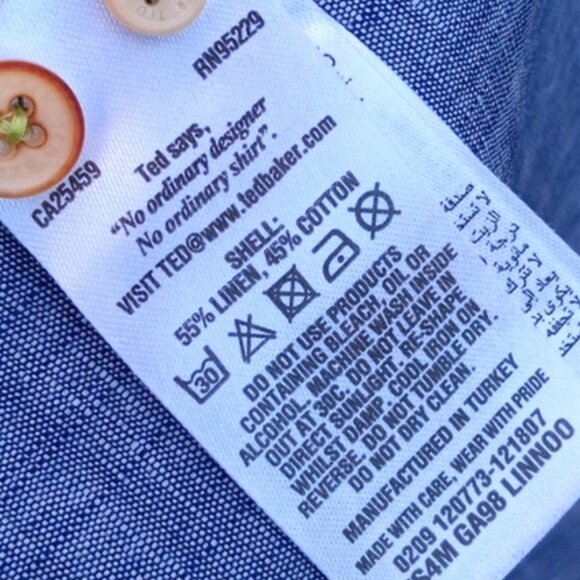 RN95229
CA25459
Ted says,
"No ordinary designer
No ordinary shirt".
VISIT TED@www.tedbaker.com
SHELL:
55% LINEN, 45% COTTON
30
DO NOT USE PRODUCTS
CONTAINING BLEACH, OIL OR
ALCOHOL. MACHINE WASH INSIDE
OUT AT 30C. DO NOT LEAVE IN
DIRECT SUNLIGHT, RE-SHAPE
WHILST DAMP. COOL IRON ON
REVERSE. DO NOT TUMBLE DRY.
DO NOT DRY CLEAN.
MANUFACTURED IN TURKEY
MADE WITH CARE, WEAR WITH PRIDE
0209 120773-121807
S4M GA98 LINNOO